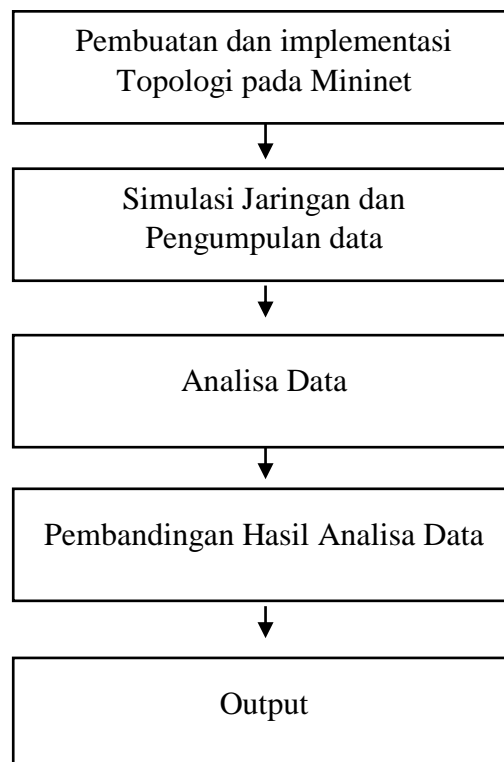 Pembuatan dan implementasi
Topologi pada Mininet
Simulasi Jaringan dan
Pengumpulan data
Analisa Data
Pembandingan Hasil Analisa Data
Output